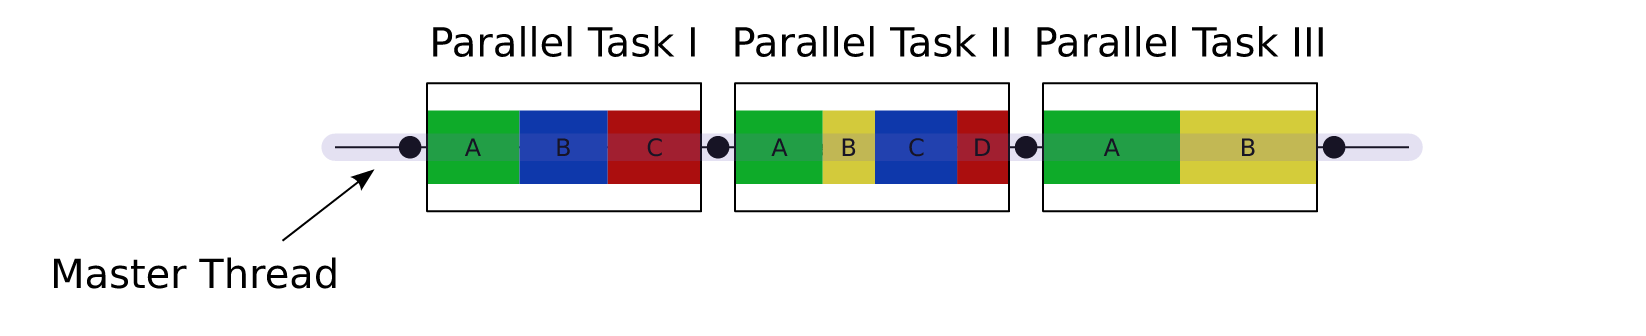 Parallel Task I Parallel Task II Parallel Task III
A B C A B C D A B
Master Thread